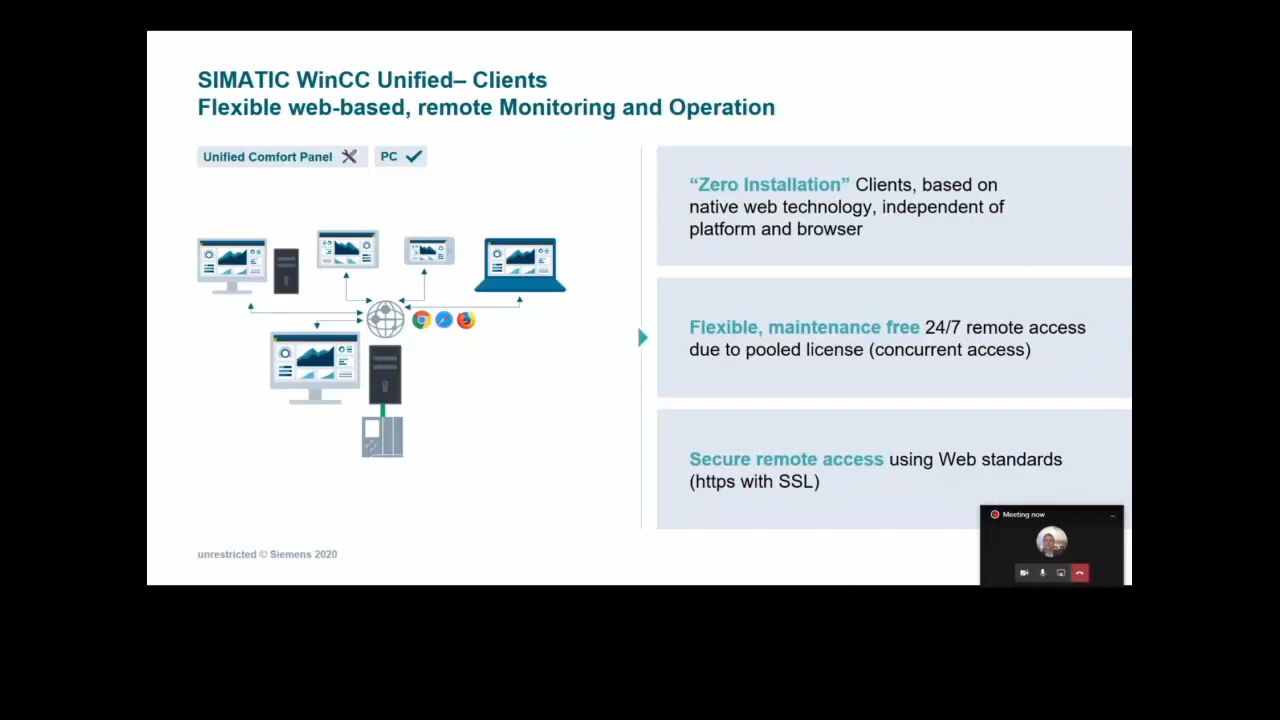 SIMATIC WinCC Unified– Clients
Flexible web-based, remote Monitoring and Operation
Unified Comfort Panel
PC
“Zero Installation” Clients, based on
native web technology, independent of
platform and browser
Flexible, maintenance free 24/7 remote access
due to pooled license (concurrent access)
Secure remote access using Web standards
(https with SSL)
Meeting now
unrestricted © Siemens 2020